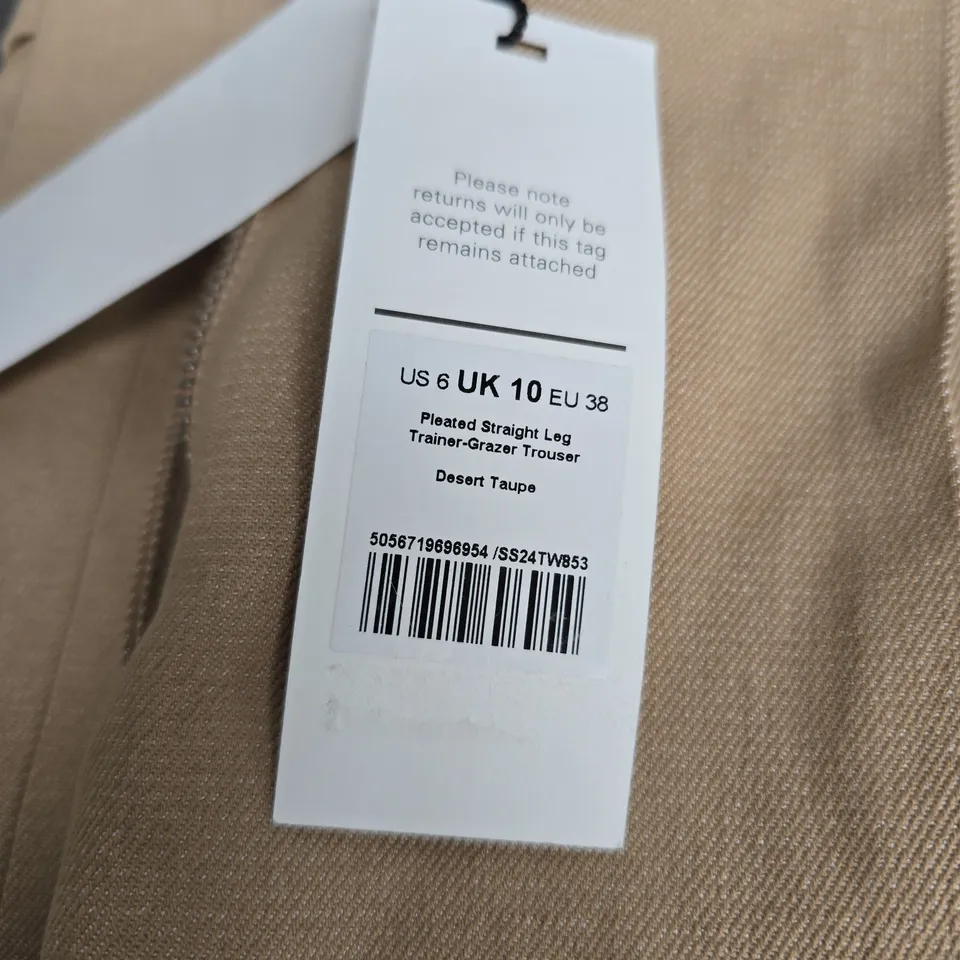 Please note
returns will only be
accepted if this tag
remains attached
US 6 UK 10 EU 38
Pleated Straight Leg
Trainer-Grazer Trouser
Desert Taupe
5056719696954 /SS24TW853